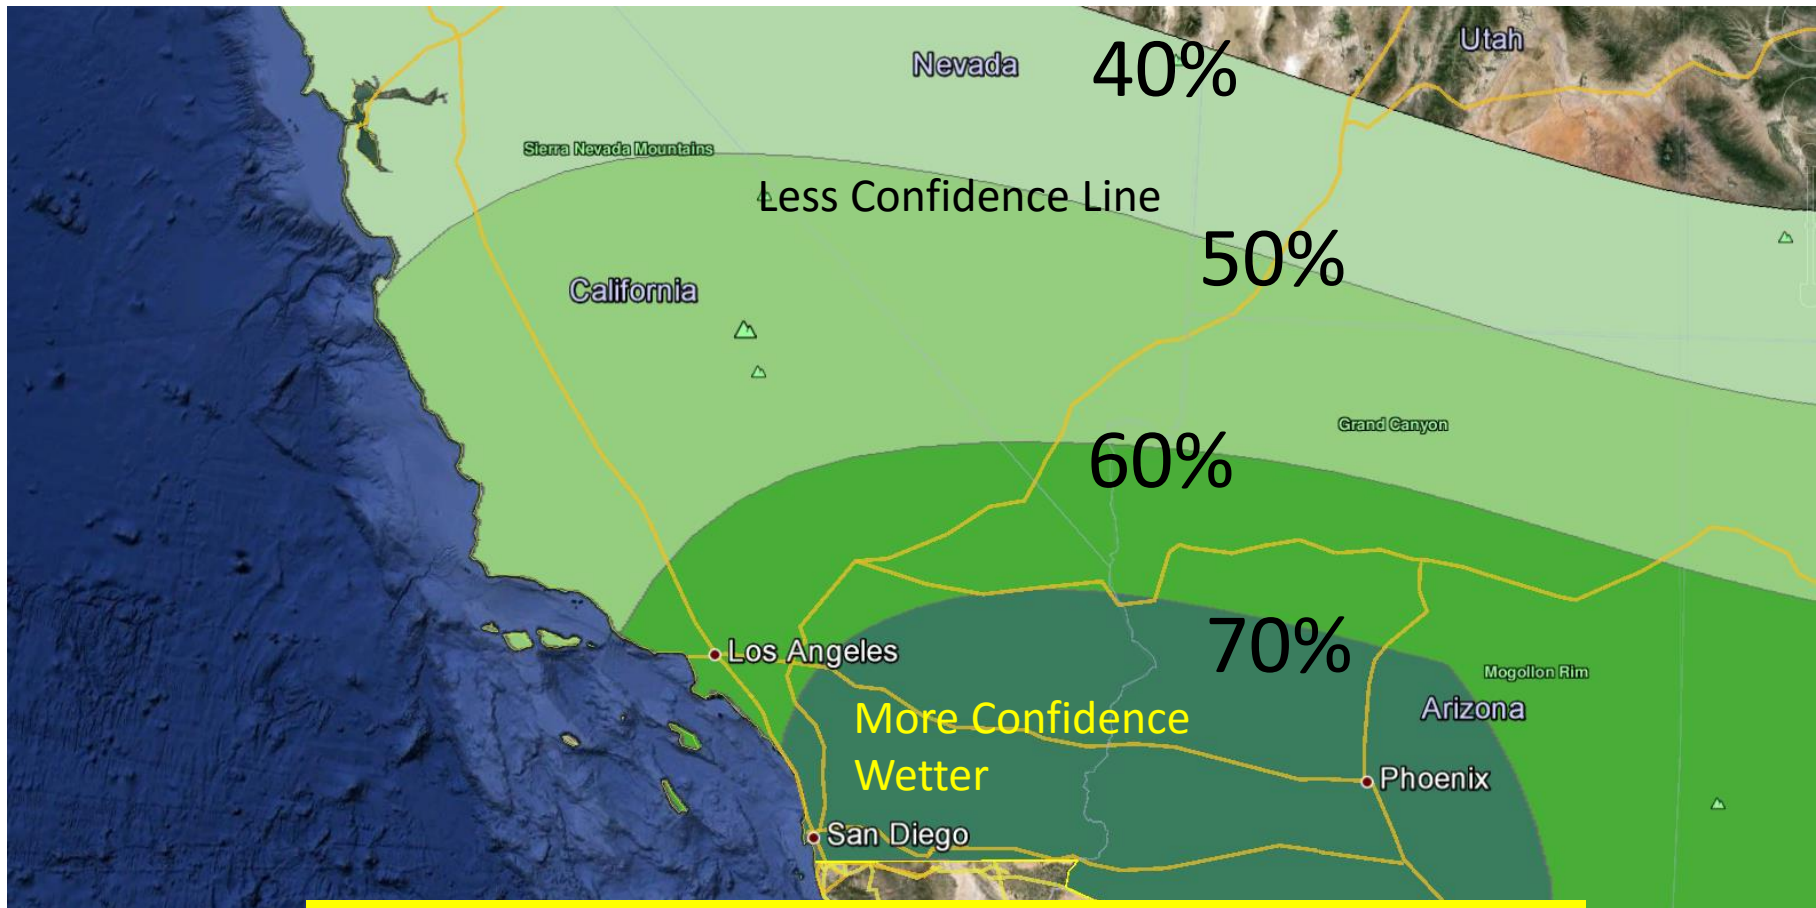 Nevada
40%
Utah
Sierra Nevada Mountains
Less Confidence Line
50%
California
Grand Canyon
60%
70%
Los Angeles
Mogollon Rim
Arizona
More Confidence
Wetter
Phoenix
San Diego